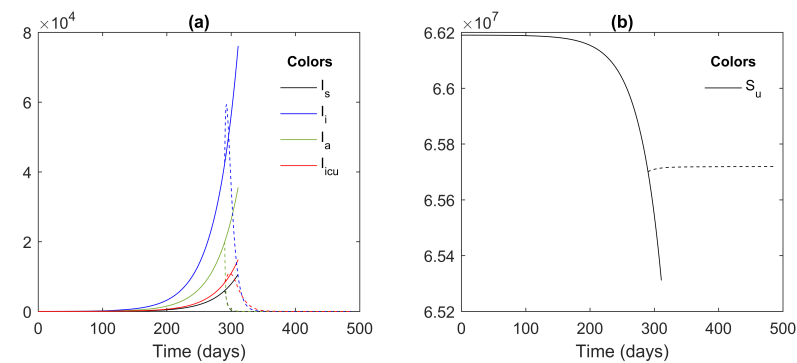 (a)
×10^4
8
6
4
2
0
0 100 200 300 400 500
Time (days)
Colors
I_s
I_i
I_a
I_icu
(b)
×10^7
6.62
6.6
6.58
6.56
6.54
6.52
0 100 200 300 400 500
Time (days)
Colors
S_u